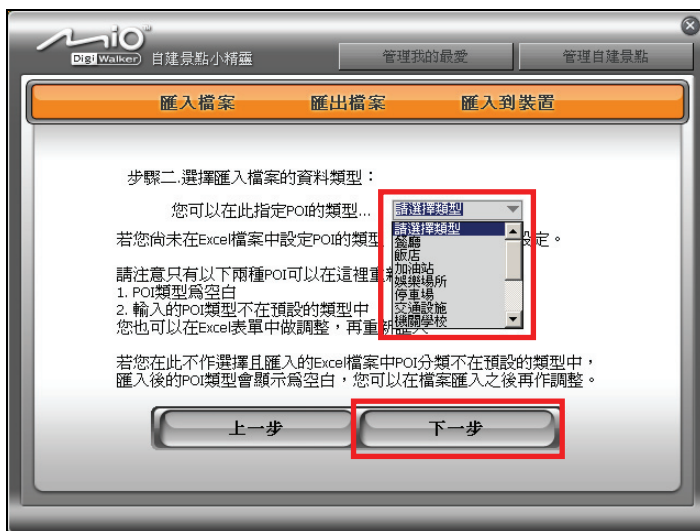 Mio
DigiWalker 自建景點小精靈
管理我的最愛
管理自建景點
匯入檔案
匯出檔案
匯入到裝置
步驟二.選擇匯入檔案的資料類型：
您可以在此指定POI的類型...
請選擇類型
請選擇類型
餐廳
飯店
加油站
娛樂場所
停車場
交通設施
機關學校
若您尚未在Excel檔案中設定POI的類型 設定。
請注意只有以下兩種POI可以在這裡重新
1. POI類型為空白
2. 輸入的POI類型不在預設的類型中
您也可以在Excel表單中做調整，再重新匯入
若您在此不作選擇且匯入的Excel檔案中POI分類不在預設的類型中，
匯入後的POI類型會顯示為空白，您可以在檔案匯入之後再作調整。
上一步
下一步